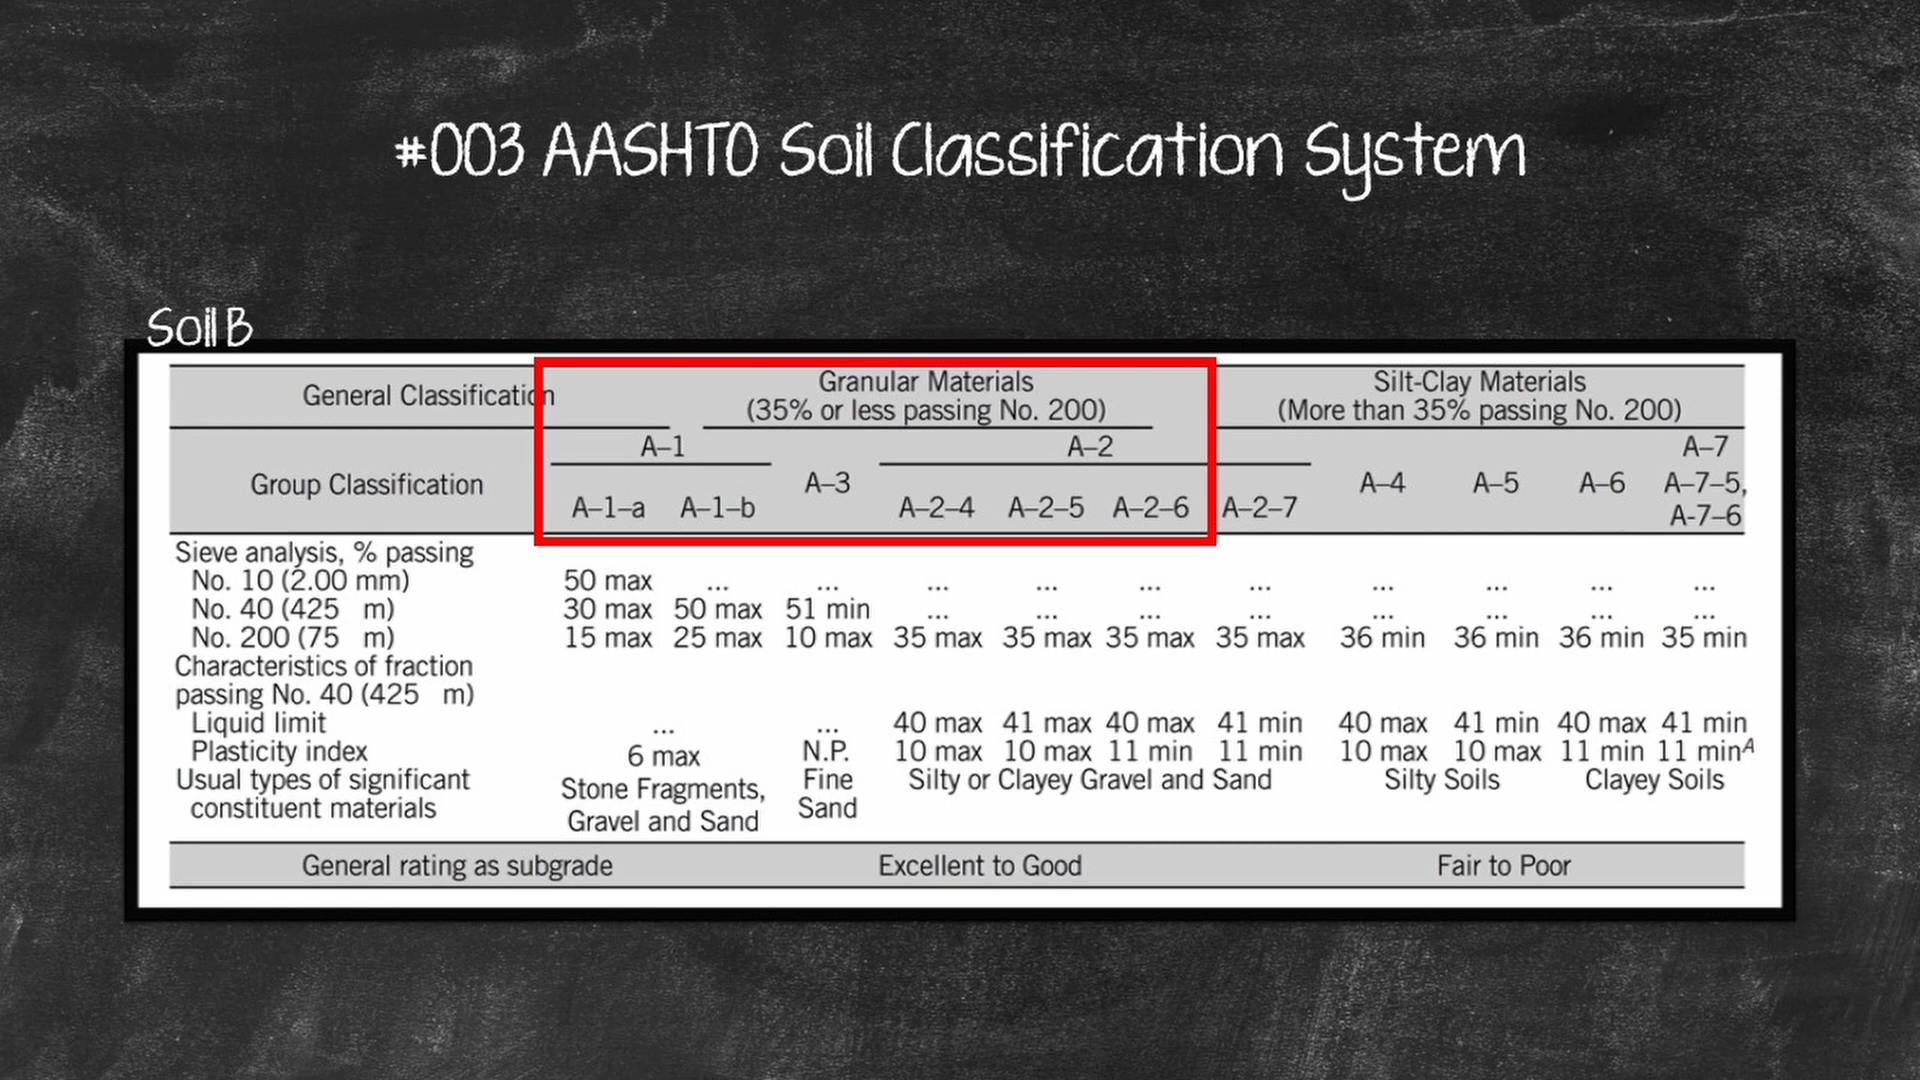 #003 AASHTO Soil Classification System
Soil B
General Classification
Granular Materials
(35% or less passing No. 200)
Silt-Clay Materials
(More than 35% passing No. 200)
Group Classification
A–1
A–3
A–2
A–4
A–5
A–6
A–7
A–1–a
A–1–b
A–2–4
A–2–5
A–2–6
A–2–7
A–7–5,
A-7–6
Sieve analysis, % passing
No. 10 (2.00 mm) 50 max ... ... ... ... ... ... ... ... ... ...
No. 40 (425 m) 30 max 50 max 51 min ... ... ... ... ... ... ... ...
No. 200 (75 m) 15 max 25 max 10 max 35 max 35 max 35 max 35 max 36 min 36 min 36 min 35 min
Characteristics of fraction
passing No. 40 (425 m)
Liquid limit ... ... 40 max 41 max 40 max 41 min 40 max 41 min 40 max 41 min
Plasticity index 6 max N.P. 10 max 10 max 11 min 11 min 10 max 10 max 11 min 11 minA
Usual types of significant
constituent materials
Stone Fragments,
Gravel and Sand
Fine
Sand
Silty or Clayey Gravel and Sand
Silty Soils
Clayey Soils
General rating as subgrade
Excellent to Good
Fair to Poor